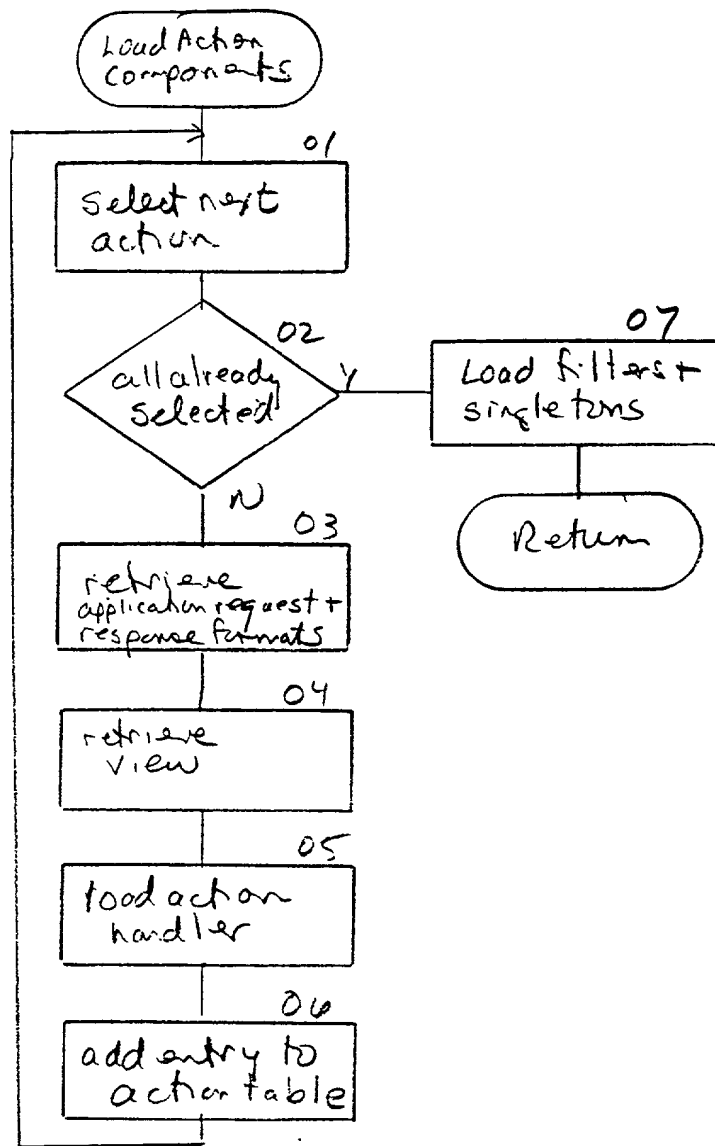 Load Action
Components
01
select next
action
02
all already
selected
Y
07
Load filters +
singletons
Return
N
03
retrieve
application request +
response formats
04
retrieve
view
05
load action
handler
06
add entry to
action table